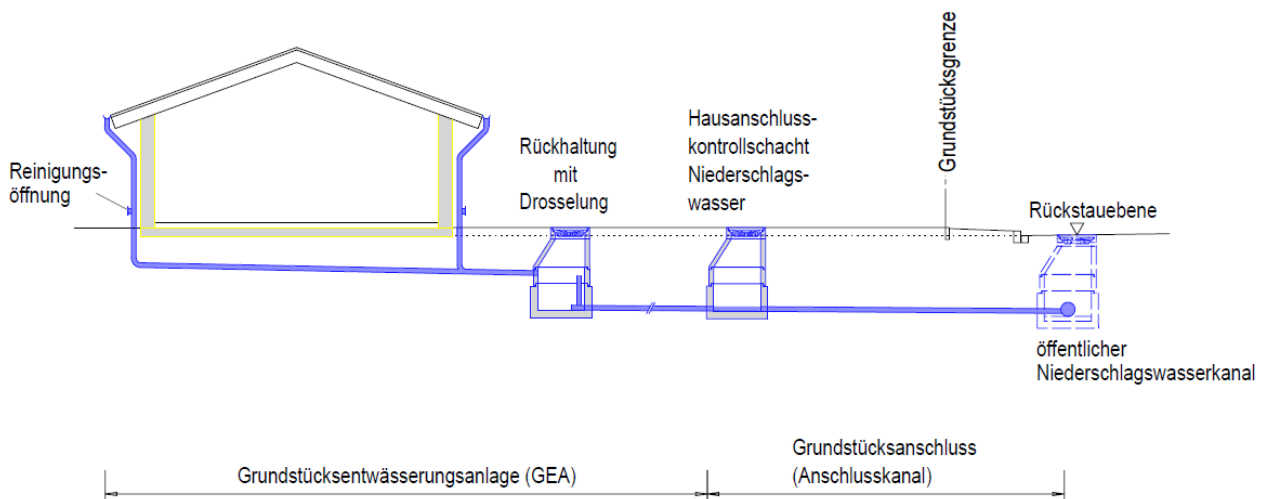 Grundstücksgrenze
Hausanschluss-
kontrollschacht
Niederschlags-
wasser
Rückhaltung
mit
Drosselung
Reinigungs-
öffnung
Rückstauebene
öffentlicher
Niederschlagswasserkanal
Grundstücksentwässerungsanlage (GEA)
Grundstücksanschluss
(Anschlusskanal)